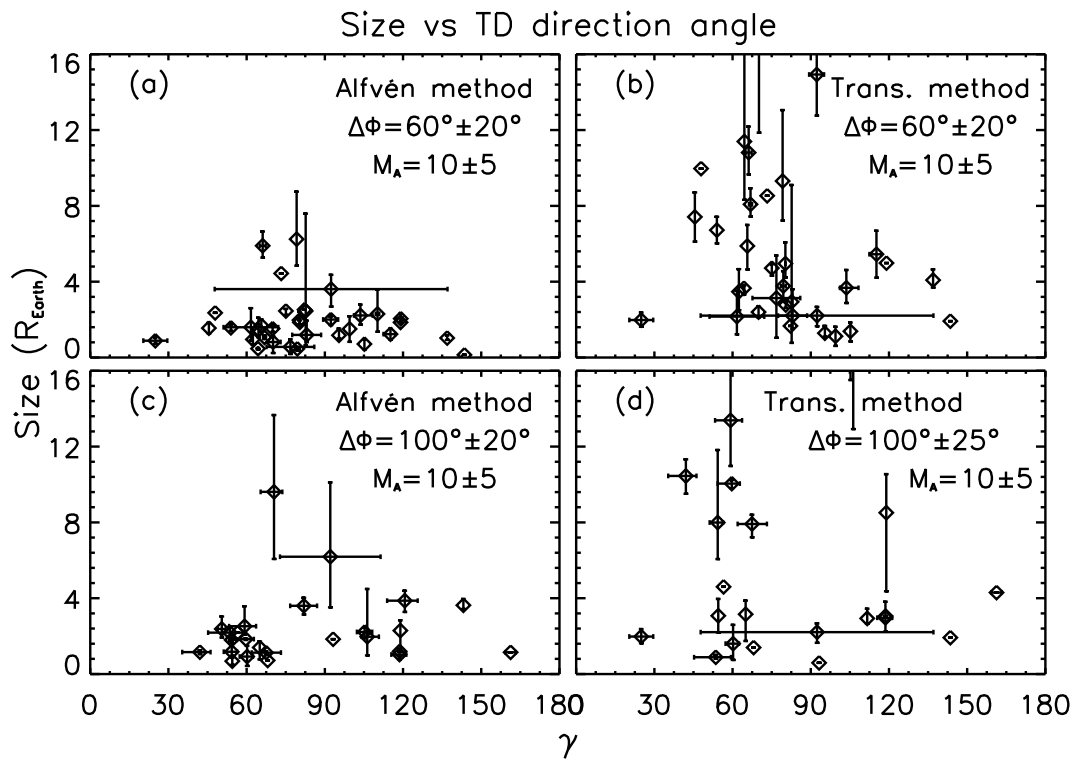 Size vs TD direction angle
(a)
Alfvén method
ΔΦ=60°±20°
M_A=10±5
(b)
Trans. method
ΔΦ=60°±20°
M_A=10±5
16
12
8
4
0
(c)
Alfvén method
ΔΦ=100°±20°
M_A=10±5
(d)
Trans. method
ΔΦ=100°±25°
M_A=10±5
16
12
8
4
0
Size (R_Earth)
0 30 60 90 120 150 180
0 30 60 90 120 150 180
γ